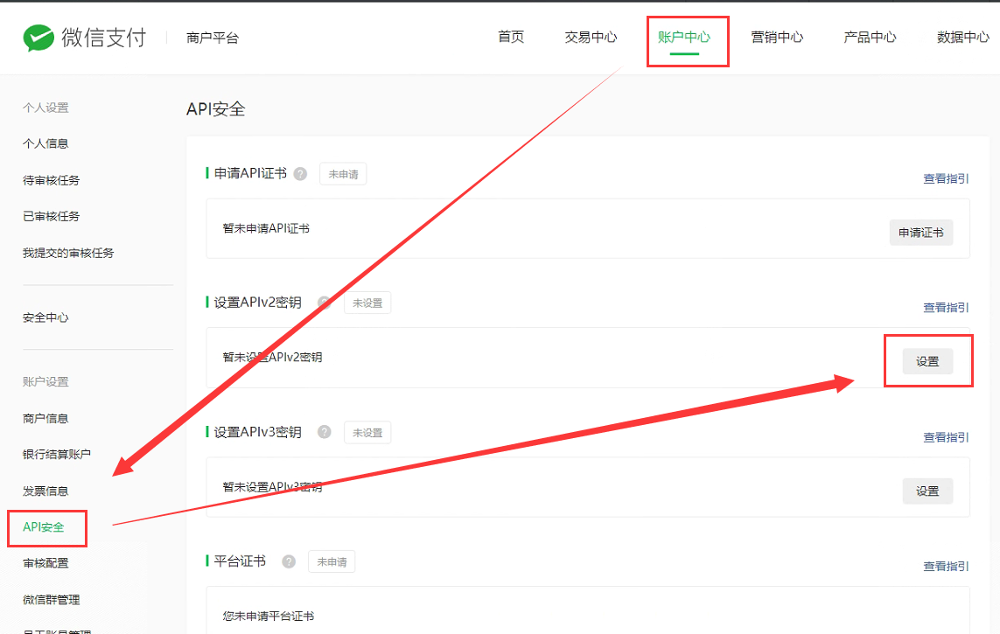 微信支付 商户平台 首页 交易中心 账户中心 营销中心 产品中心 数据中心
个人设置
个人信息
待审核任务
已审核任务
我提交的审核任务
安全中心
账户设置
商户信息
银行结算账户
发票信息
API安全
审核配置
微信群管理
员工账号管理
API安全
申请API证书 ? 未申请 查看指引
暂未申请API证书 申请证书
设置APIv2密钥 ? 未设置 查看指引
暂未设置APIv2密钥 设置
设置APIv3密钥 ? 未设置 查看指引
暂未设置APIv3密钥 设置
平台证书 ? 未申请 查看指引
您未申请平台证书